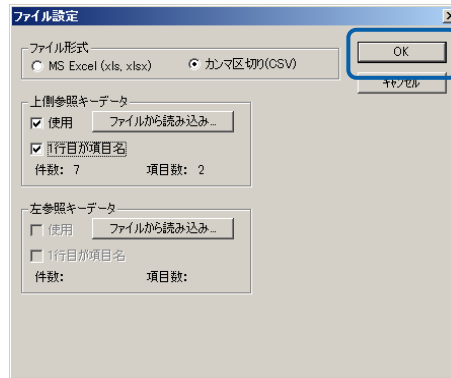 ファイル設定
ファイル形式
MS Excel (xls, xlsx)
カンマ区切り(CSV)
OK
キャンセル
上側参照キーデータ
使用
ファイルから読み込み...
1行目が項目名
件数: 7
項目数: 2
左参照キーデータ
使用
ファイルから読み込み...
1行目が項目名
件数:
項目数: